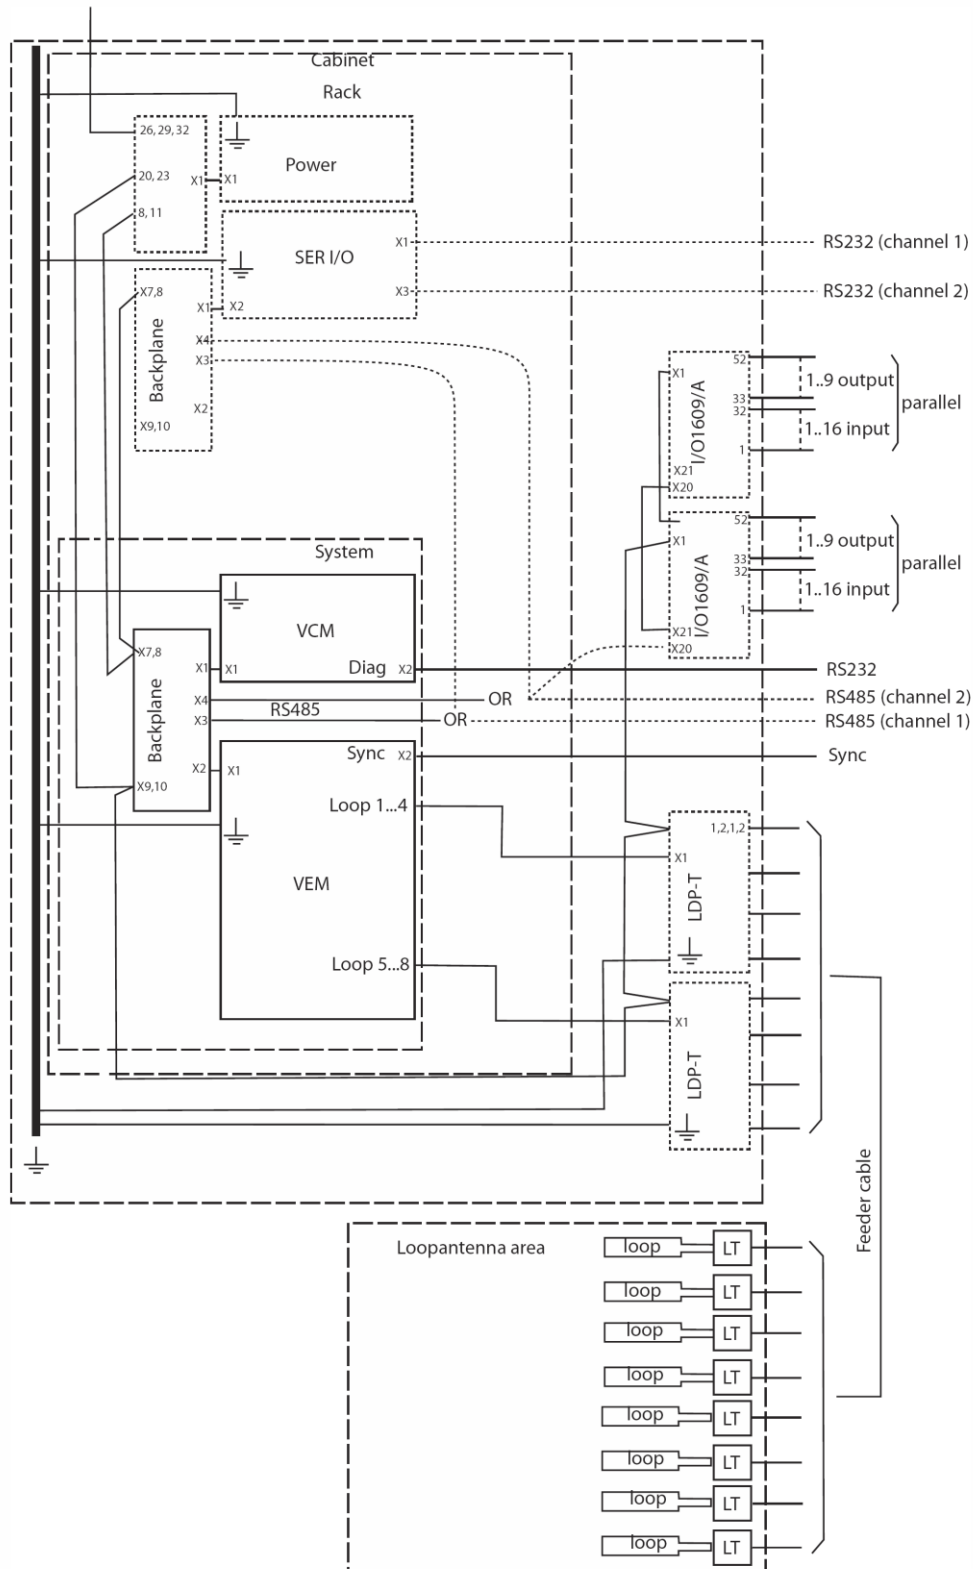 Cabinet
Rack
26, 29, 32
20, 23
8, 11
X1
X1
Power
SER I/O
X1
X3
X2
RS232 (channel 1)
RS232 (channel 2)
X7,8
X1
X4
X3
X2
X9,10
Backplane
X1
52
33
32
1
X21
X20
I/O1609/A
1..9 output
1..16 input
parallel
52
X1
33
32
1
X21
X20
I/O1609/A
1..9 output
1..16 input
parallel
System
VCM
Diag X2
X1
RS232
X7,8
X1
X4
X3
X2
X9,10
Backplane
RS485
OR
OR
RS485 (channel 2)
RS485 (channel 1)
Sync X2
Sync
X1
Loop 1...4
VEM
Loop 5...8
1,2,1,2
X1
LDP-T
X1
LDP-T
Feeder cable
Loopantenna area
loop LT
loop LT
loop LT
loop LT
loop LT
loop LT
loop LT
loop LT